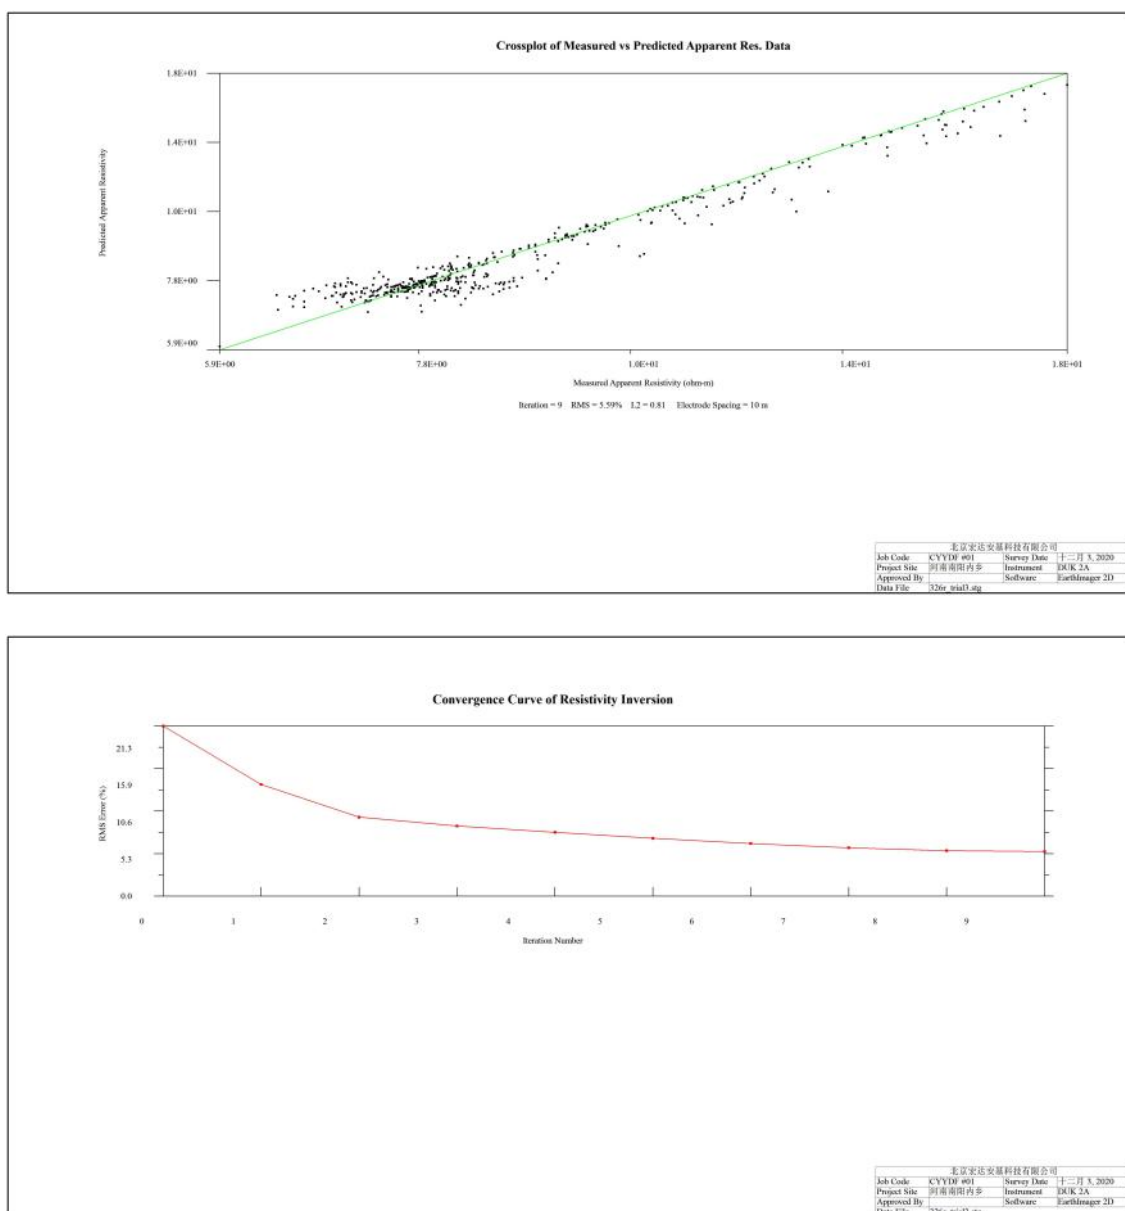 Crossplot of Measured vs Predicted Apparent Res. Data
1.8E+01
1.4E+01
1.0E+01
7.8E+00
5.9E+00
Predicted Apparent Resistivity
5.9E+00 7.8E+00 1.0E+01 1.4E+01 1.8E+01
Measured Apparent Resistivity (ohm-m)
Iteration = 9 RMS = 5.59% L2 = 0.81 Electrode Spacing = 10 m
北京宏达安基科技有限公司
Job Code CYYDF #01 Survey Date 十二月 3, 2020
Project Site 河南南阳内乡 Instrument DUK 2A
Approved By Software EarthImager 2D
Data File 326r_trial3.stg
Convergence Curve of Resistivity Inversion
21.3
15.9
10.6
5.3
0.0
RMS Error (%)
0 1 2 3 4 5 6 7 8 9
Iteration Number
北京宏达安基科技有限公司
Job Code CYYDF #01 Survey Date 十二月 3, 2020
Project Site 河南南阳内乡 Instrument DUK 2A
Approved By Software EarthImager 2D
Data File 326r_trial3.stg